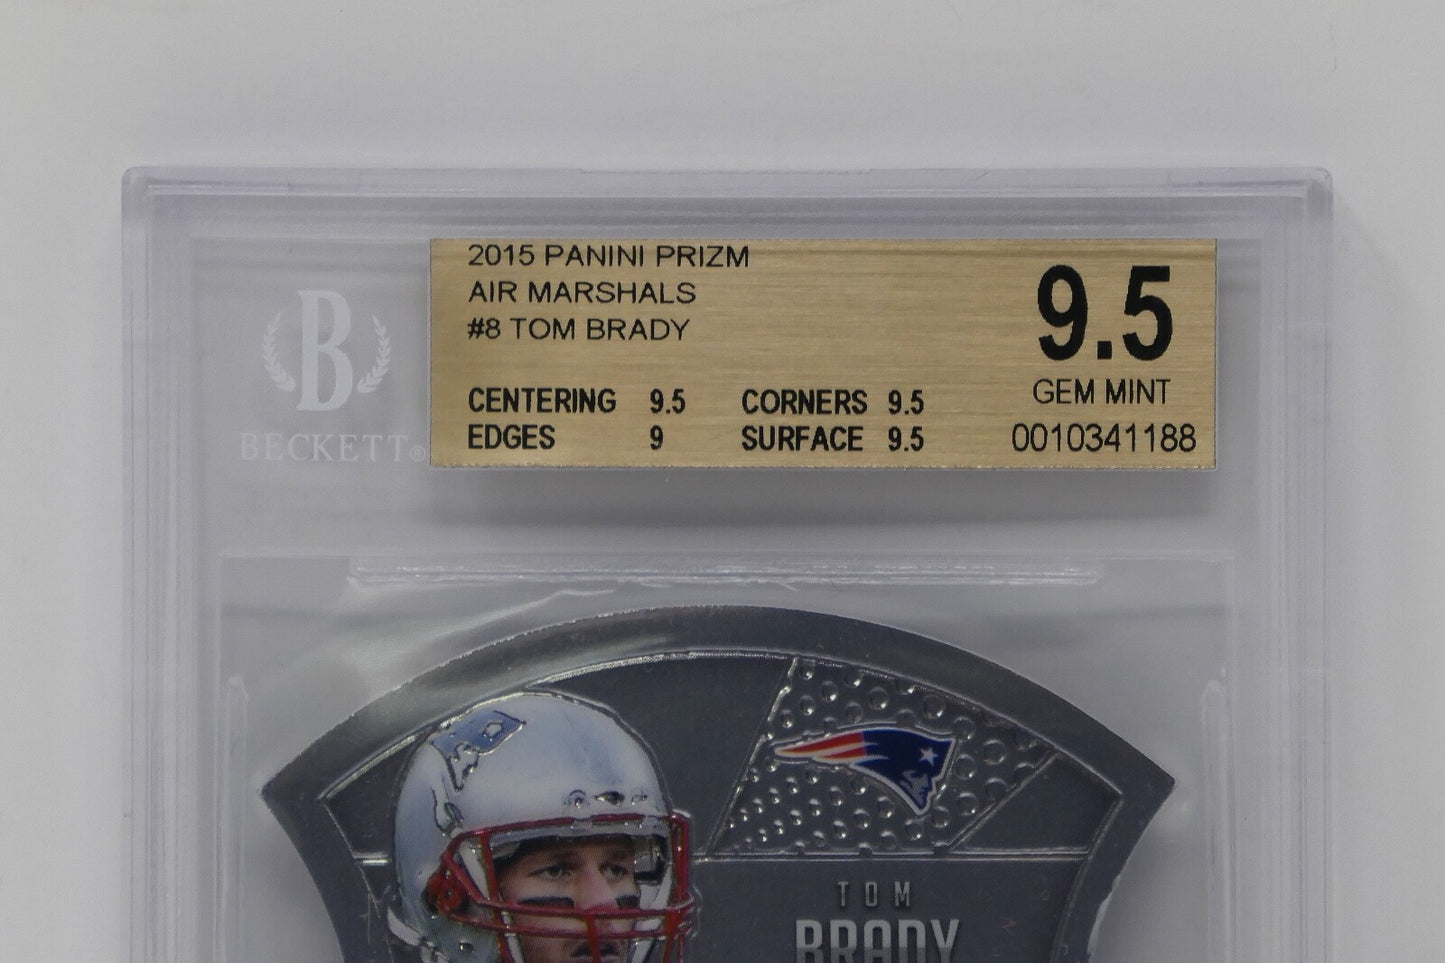 2015 PANINI PRIZM
AIR MARSHALS
#8 TOM BRADY
9.5
GEM MINT
0010341188
CENTERING 9.5 CORNERS 9.5
EDGES 9 SURFACE 9.5
B
BECKETT®
TOM
BRADY